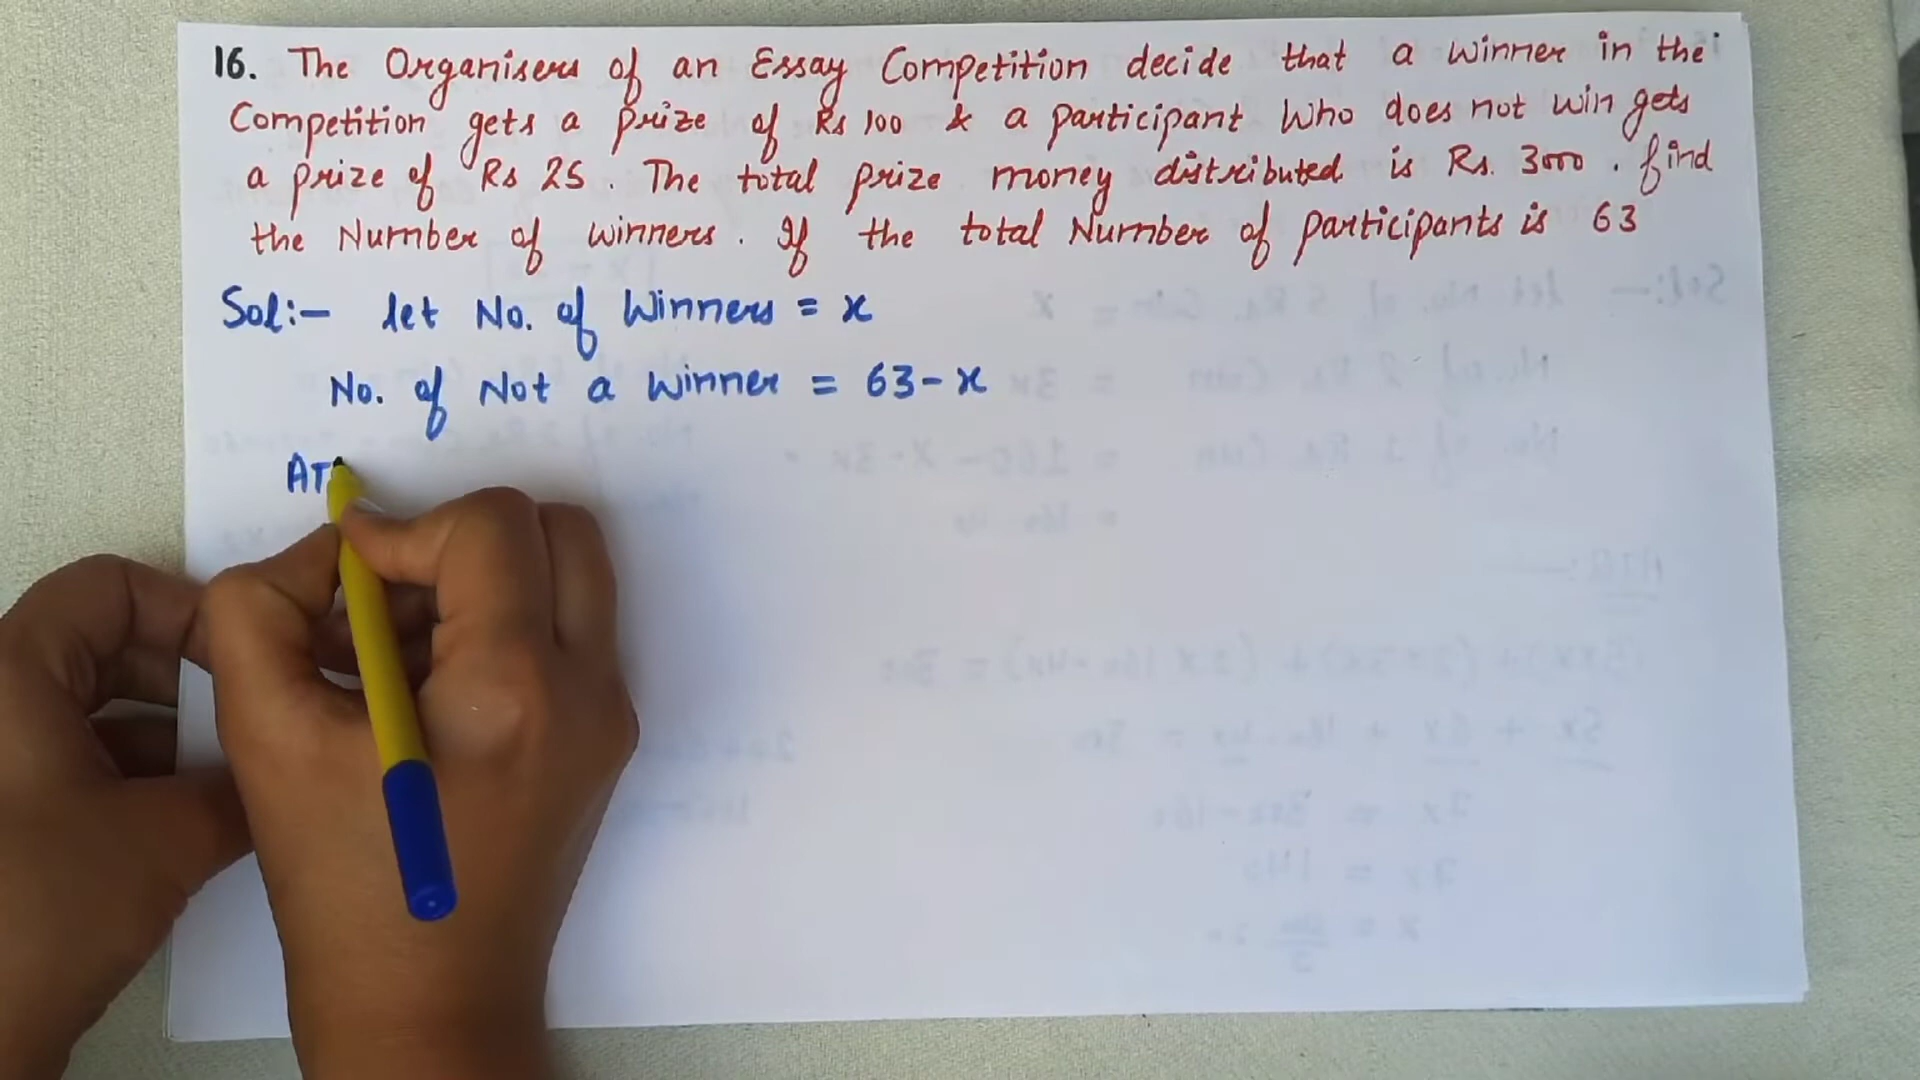 16. The Organisers of an Essay Competition decide that a winner in the
Competition gets a prize of Rs 100 & a participant who does not win gets
a prize of Rs 25. The total prize money distributed is Rs. 3000. find
the Number of winners. If the total Number of participants is 63
Sol:- let No. of Winners = x
No. of Not a winner = 63-x
AT